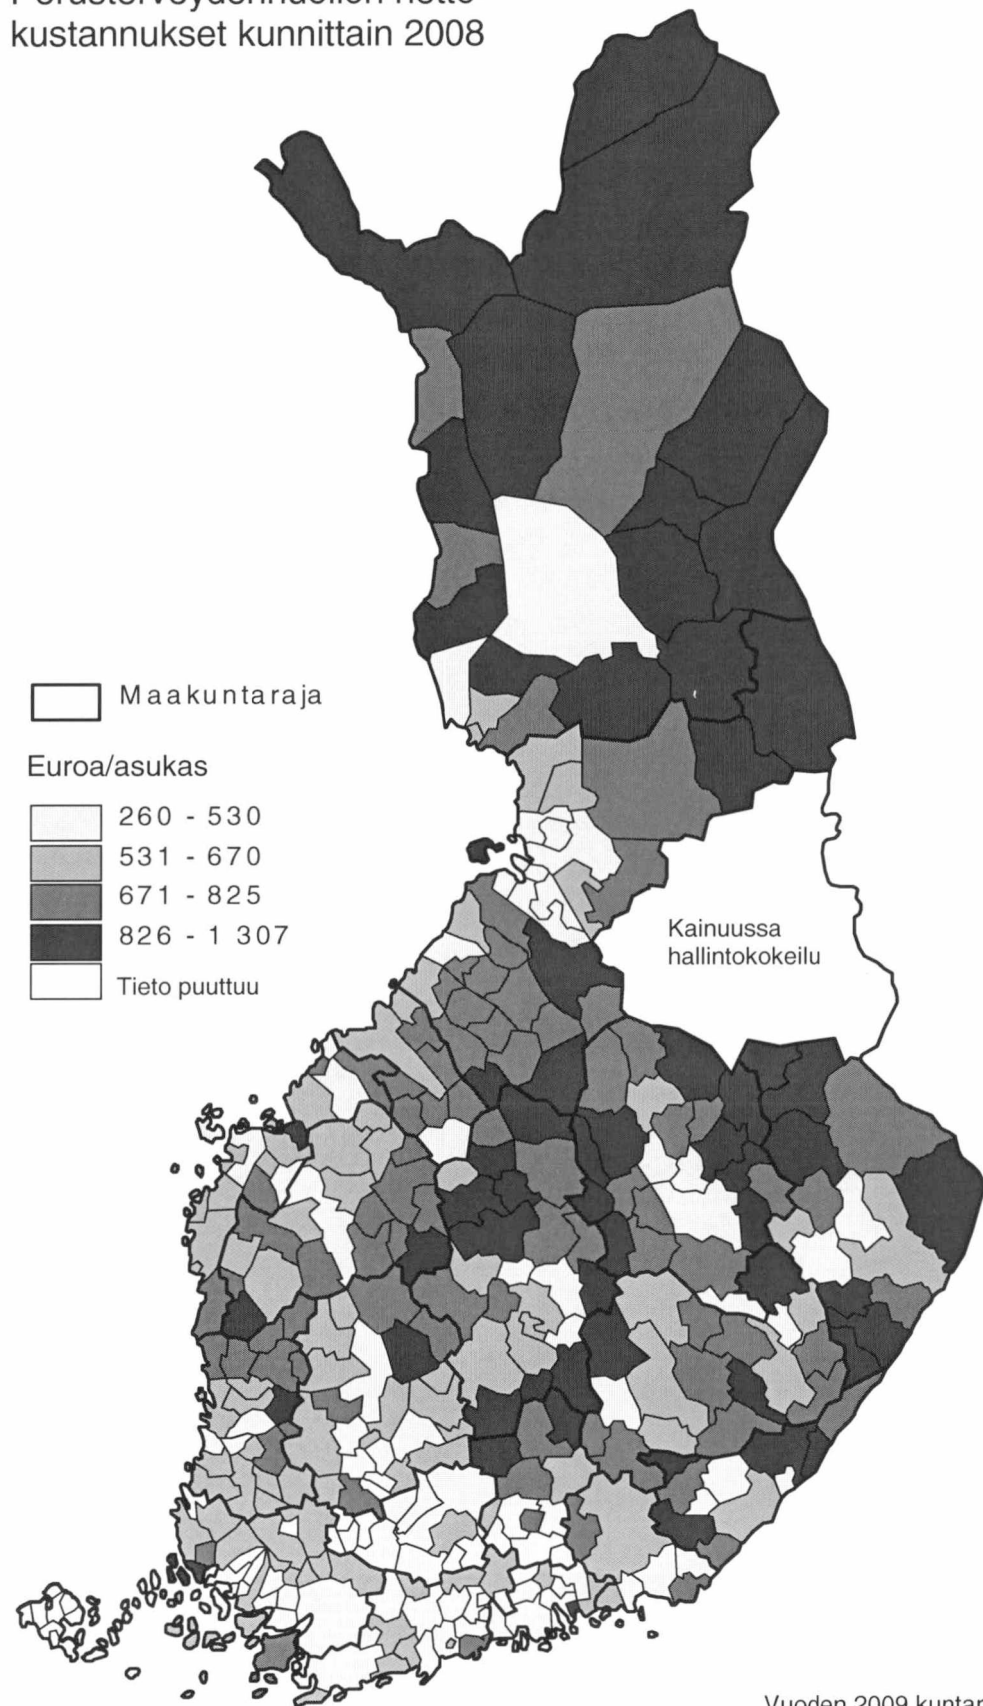 kustannukset kunnittain 2008
Maakuntaraja
Euroa/asukas
260 - 530
531 - 670
671 - 825
826 - 1 307
Tieto puuttuu
Kainuussa
hallintokokeilu
Vuoden 2009